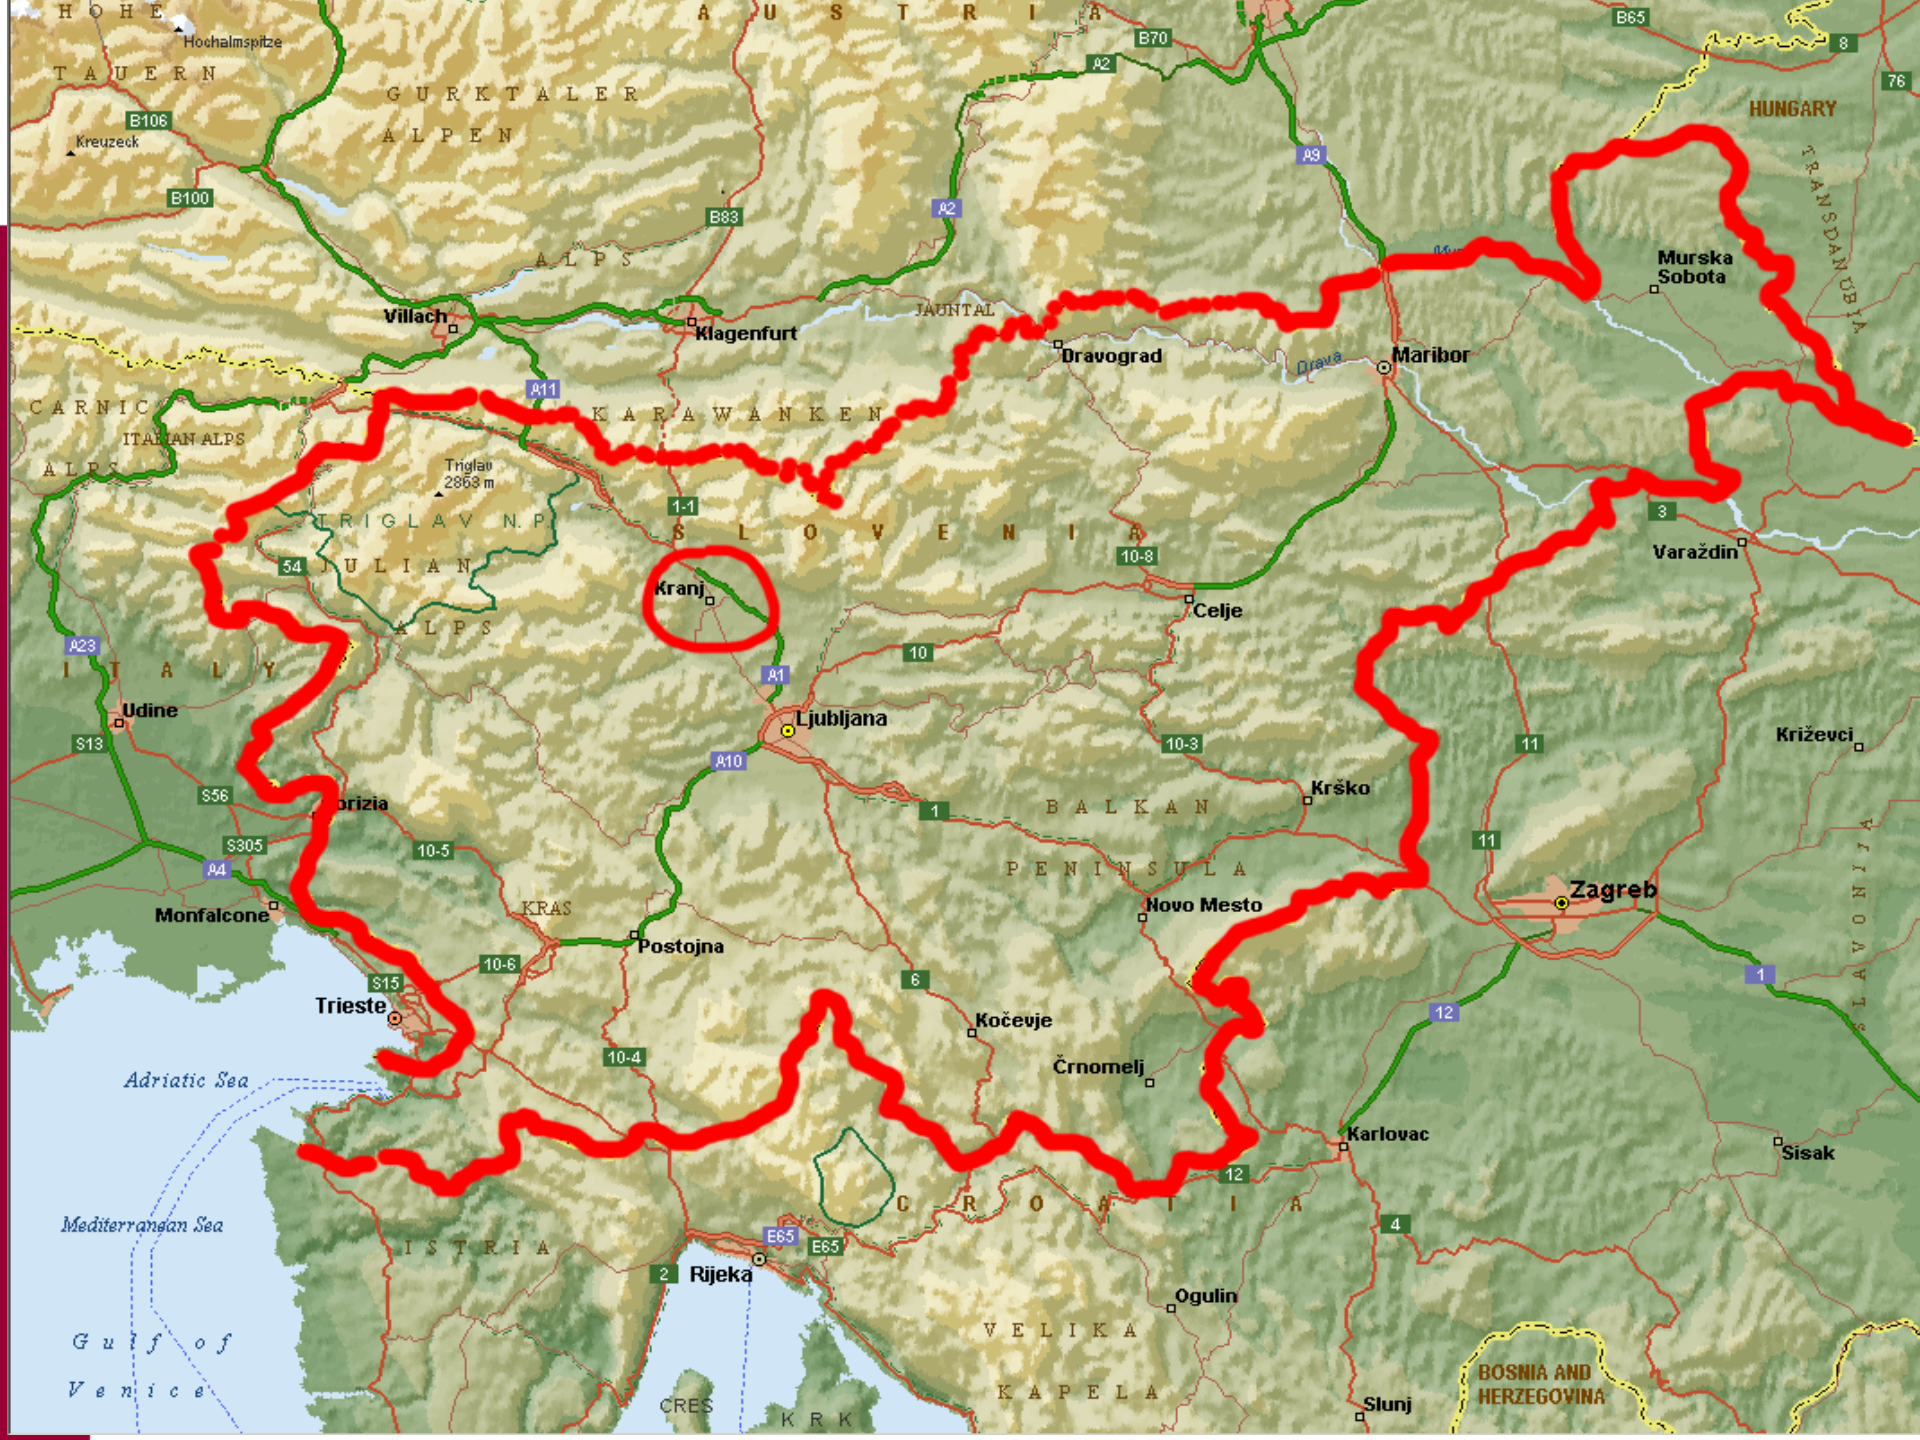 HOHE
AUSTRIA
B65
Hochalmspitze
B70
8
TAUERN
A2
76
GURKTALER
HUNGARY
B106
ALPEN
Kreuzeck
A9
TRANSDANUBIA
B100
A2
B83
ALPS
Murska
Sobota
JAUNTAL
Villach
Klagenfurt
Dravograd
Drava
Maribor
A11
CARNIC
KARAWANKEN
ITALIAN ALPS
ALPS
Triglav
2863 m
1-1
3
TRIGLAV N.P.
SLOVENIA
Varaždin
54
JULIAN
10-8
Kranj
Celje
ALPS
A23
10
ITALY
A1
Udine
Ljubljana
S13
10-3
11
Križevci
A10
Krško
S56
1
BALKAN
S305
10-5
11
A4
PENINSULA
SLAVONIJA
Zagreb
KRAS
Novo Mesto
Monfalcone
Postojna
10-6
6
1
S15
Trieste
12
Kočevje
10-4
Črnomelj
Adriatic Sea
Karlovac
Sisak
12
CROATIA
Mediterranean Sea
4
E65
ISTRIA
E65
2
Rijeka
Ogulin
VELIKA
Gulf of
Venice
BOSNIA AND
HERZEGOVINA
KAPELA
CRES
KRK
Slunj